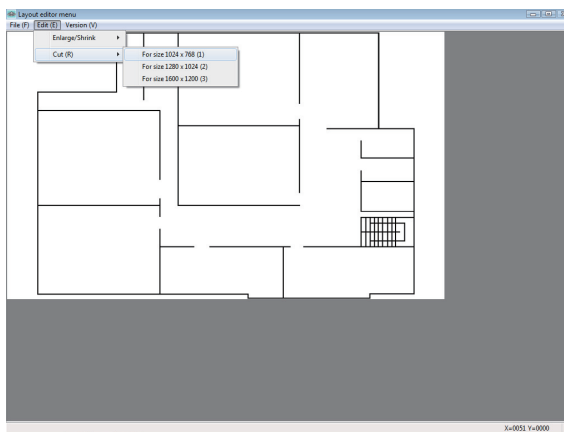 Layout editor menu
File (F) Edit (E) Version (V)
Enlarge/Shrink
Cut (R)
For size 1024 x 768 (1)
For size 1280 x 1024 (2)
For size 1600 x 1200 (3)
X=0051 Y=0000